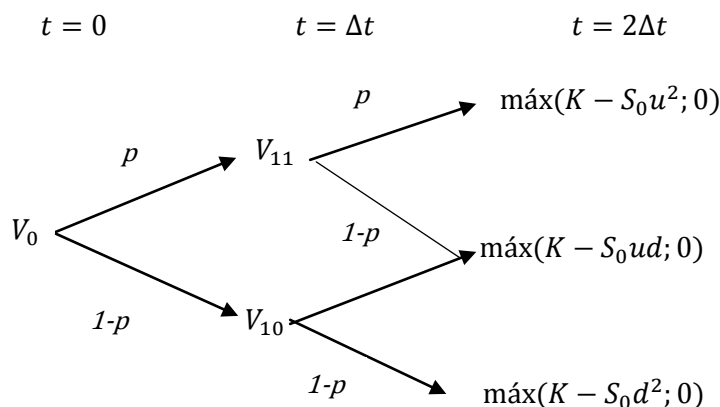 t = 0 t = Δt t = 2Δt
p máx(K − S₀u²; 0)
p V₁₁
V₀ 1-p máx(K − S₀ud; 0)
1-p V₁₀
1-p máx(K − S₀d²; 0)